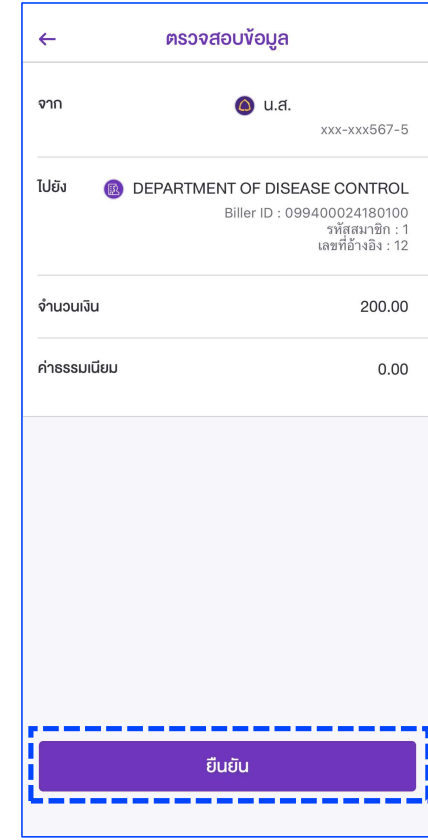 ตรวจสอบข้อมูล
จาก น.ส.
xxx-xxx567-5
ไปยัง DEPARTMENT OF DISEASE CONTROL
Biller ID : 099400024180100
รหัสสมาชิก : 1
เลขที่อ้างอิง : 12
จำนวนเงิน 200.00
ค่าธรรมเนียม 0.00
ยืนยัน